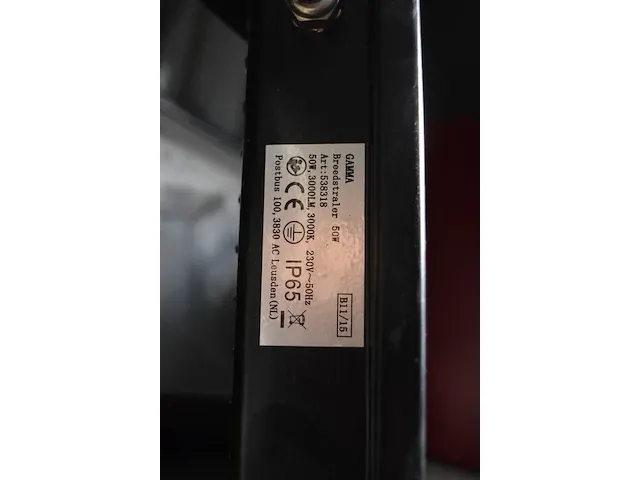 GAMMA
Breedstraler 50W
Art:538318
50W,3000LM,3000K, 230V～50Hz
CE IP65
Postbus 100,3830 AC Leusden(NL)
B11/15